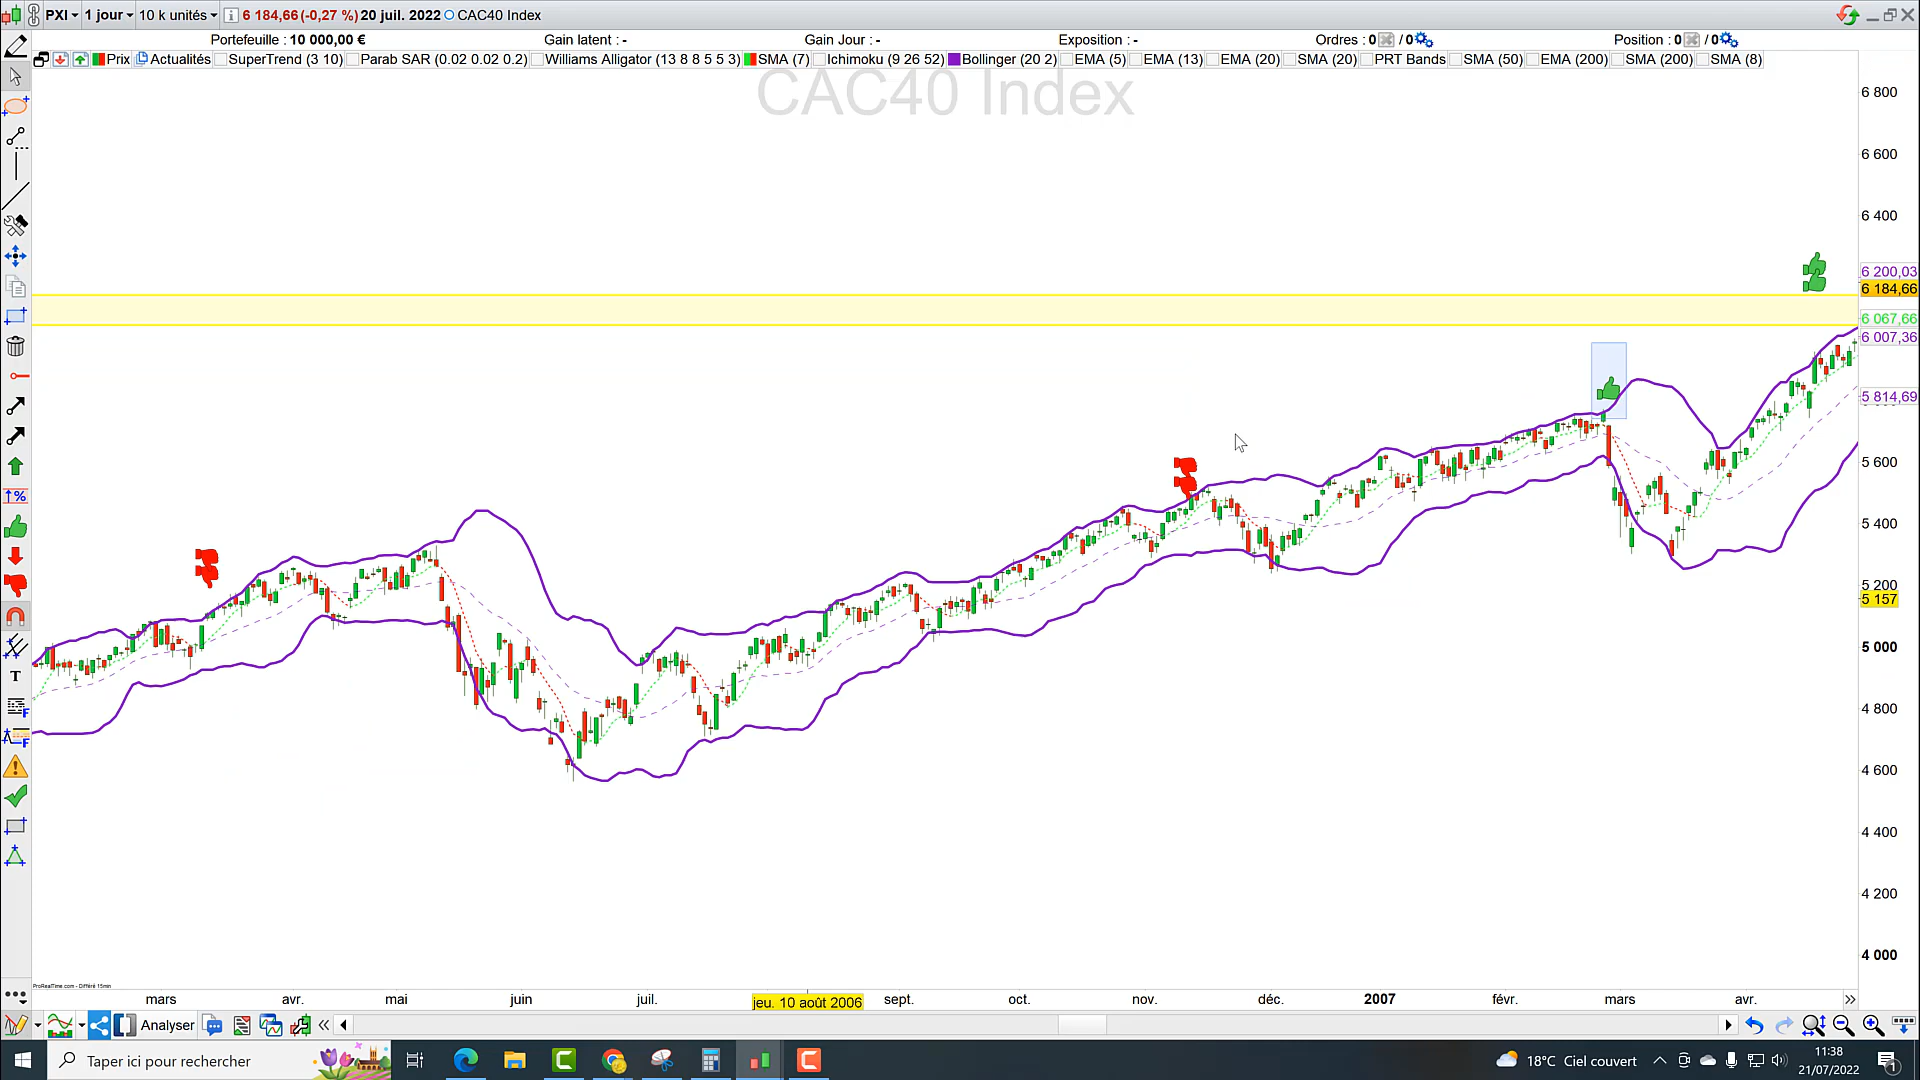 PXI 1 jour 10 k unités 6 184,66 (-0,27 %) 20 juil. 2022 CAC40 Index
Portefeuille : 10 000,00 € Gain latent : - Gain Jour : - Exposition : - Ordres : 0 / 0 Position : 0 / 0
Prix Actualités SuperTrend (3 10) Parab SAR (0.02 0.02 0.2) Williams Alligator (13 8 8 5 5 3) SMA (7) Ichimoku (9 26 52) Bollinger (20 2) EMA (5) EMA (13) EMA (20) SMA (20) PRT Bands SMA (50) EMA (200) SMA (200) SMA (8)
CAC40 Index
6 800
6 600
6 400
6 200,03
6 184,66
6 067,66
6 007,36
5 814,69
5 600
5 400
5 200
5 157
5 000
4 800
4 600
4 400
4 200
4 000
↑%
T
F
F
ProRealTime.com - Différé 15min
mars avr. mai juin juil. jeu. 10 août 2006 sept. oct. nov. déc. 2007 févr. mars avr.
Analyser
Taper ici pour rechercher
18°C Ciel couvert
11:38
21/07/2022
1